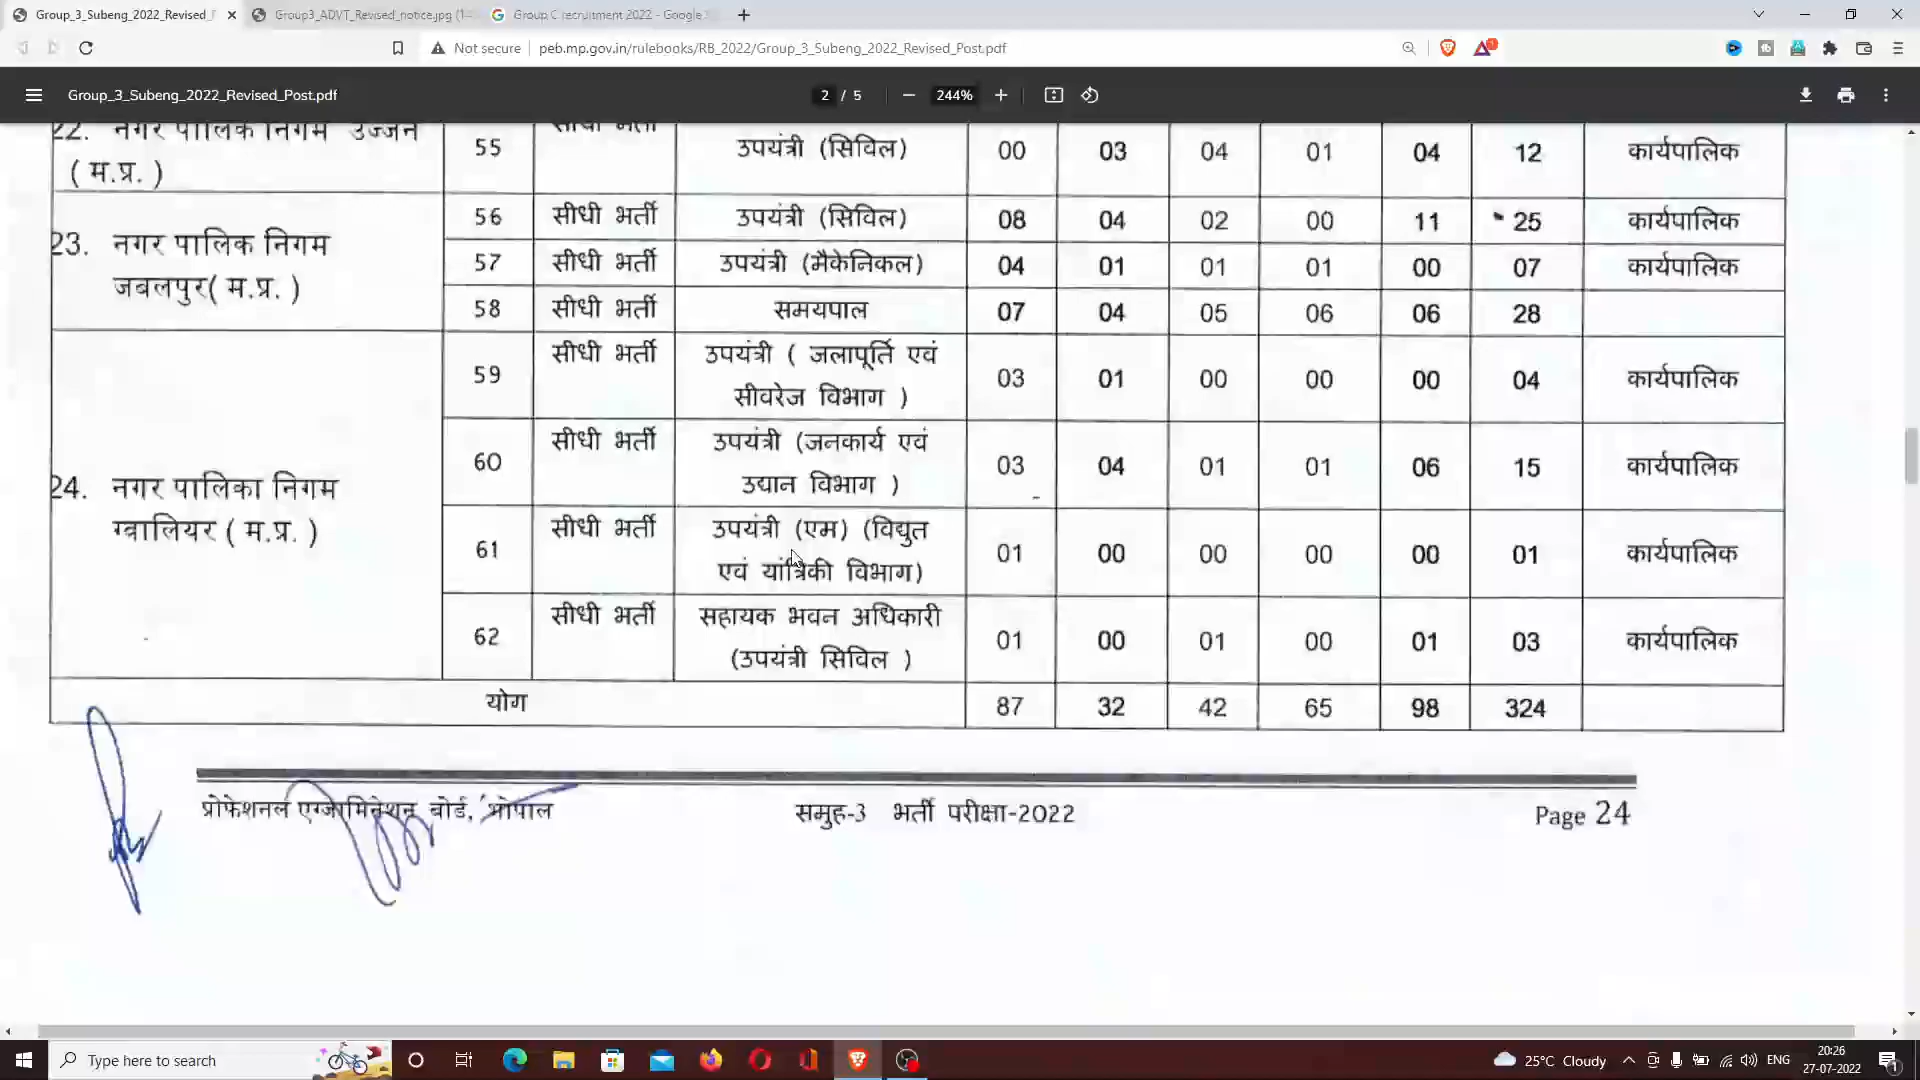 Group_3_Subeng_2022_Revised_
Group3_ADVT_Revised_notice.jpg (1
Group C recruitment 2022 - Google
Not secure peb.mp.gov.in/rulebooks/RB_2022/Group_3_Subeng_2022_Revised_Post.pdf
Group_3_Subeng_2022_Revised_Post.pdf 2 / 5 244%
22. नगर पालिक निगम उज्जैन
( म.प्र. ) 55 सीधी भर्ती उपयंत्री (सिविल) 00 03 04 01 04 12 कार्यपालिक
23. नगर पालिक निगम
जबलपुर( म.प्र. )
56 सीधी भर्ती उपयंत्री (सिविल) 08 04 02 00 11 25 कार्यपालिक
57 सीधी भर्ती उपयंत्री (मैकेनिकल) 04 01 01 01 00 07 कार्यपालिक
58 सीधी भर्ती समयपाल 07 04 05 06 06 28
24. नगर पालिका निगम
ग्वालियर ( म.प्र. )
59 सीधी भर्ती उपयंत्री ( जलापूर्ति एवं
सीवरेज विभाग ) 03 01 00 00 00 04 कार्यपालिक
60 सीधी भर्ती उपयंत्री (जनकार्य एवं
उद्यान विभाग ) 03 04 01 01 06 15 कार्यपालिक
61 सीधी भर्ती उपयंत्री (एम) (विद्युत
एवं यांत्रिकी विभाग) 01 00 00 00 00 01 कार्यपालिक
62 सीधी भर्ती सहायक भवन अधिकारी
(उपयंत्री सिविल ) 01 00 01 00 01 03 कार्यपालिक
योग 87 32 42 65 98 324
प्रोफेशनल एग्जामिनेशन बोर्ड, भोपाल समुह-3 भर्ती परीक्षा-2022 Page 24
Type here to search
25°C Cloudy ENG
20:26
27-07-2022